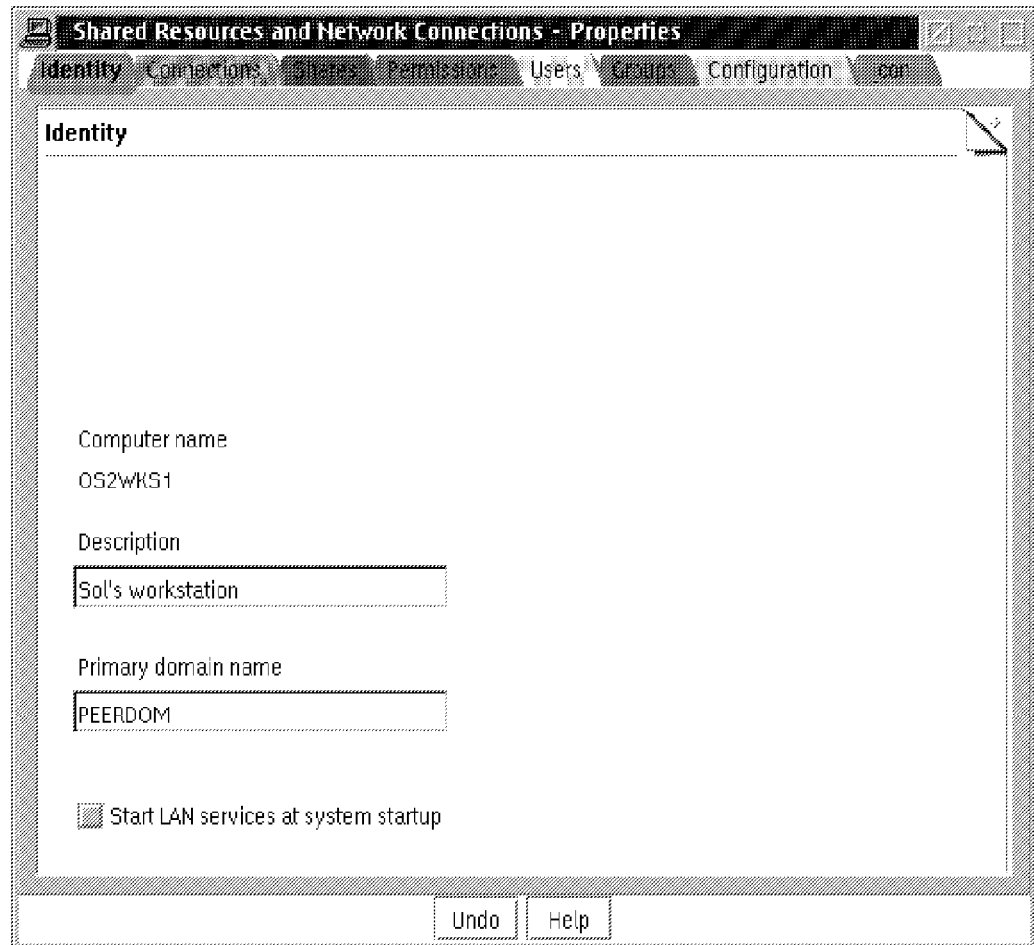 Shared Resources and Network Connections - Properties
Identity Connections Shares Permissions Users Groups Configuration Icon
Identity
Computer name
OS2WKS1
Description
Sol's workstation
Primary domain name
PEERDOM
Start LAN services at system startup
Undo Help